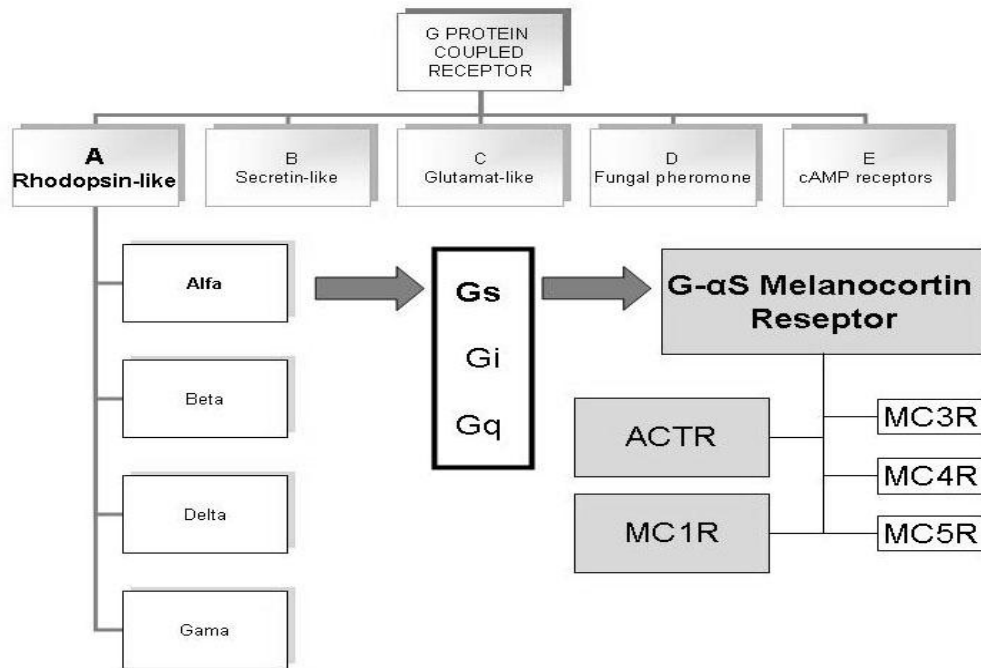 G PROTEIN
COUPLED
RECEPTOR
A
Rhodopsin-like
B
Secretin-like
C
Glutamat-like
D
Fungal pheromone
E
cAMP receptors
Alfa
Beta
Delta
Gama
Gs
Gi
Gq
G-αS Melanocortin
Reseptor
ACTR
MC1R
MC3R
MC4R
MC5R